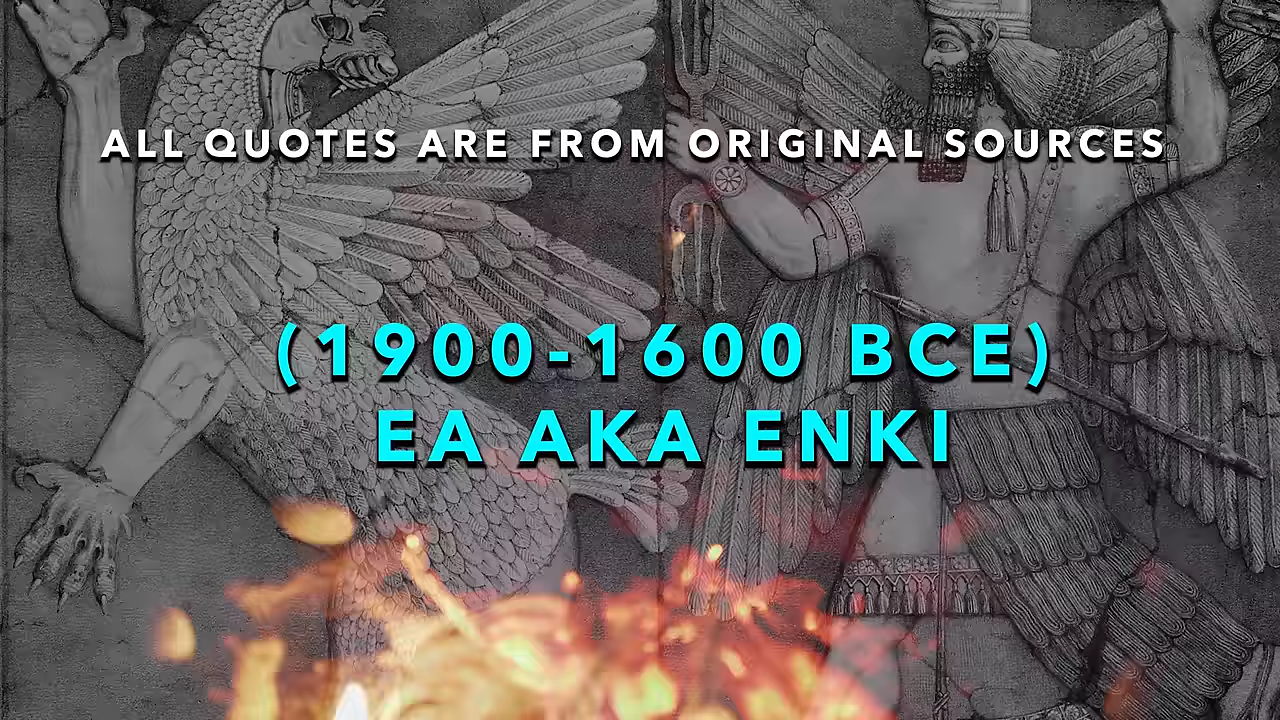 ALL QUOTES ARE FROM ORIGINAL SOURCES
(1900-1600 BCE)
EA AKA ENKI